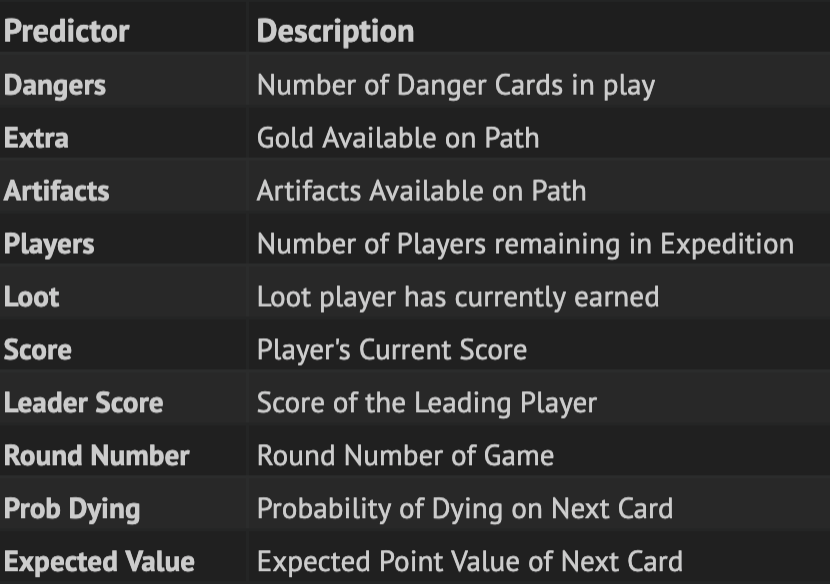 Predictor Description
Dangers Number of Danger Cards in play
Extra Gold Available on Path
Artifacts Artifacts Available on Path
Players Number of Players remaining in Expedition
Loot Loot player has currently earned
Score Player's Current Score
Leader Score Score of the Leading Player
Round Number Round Number of Game
Prob Dying Probability of Dying on Next Card
Expected Value Expected Point Value of Next Card